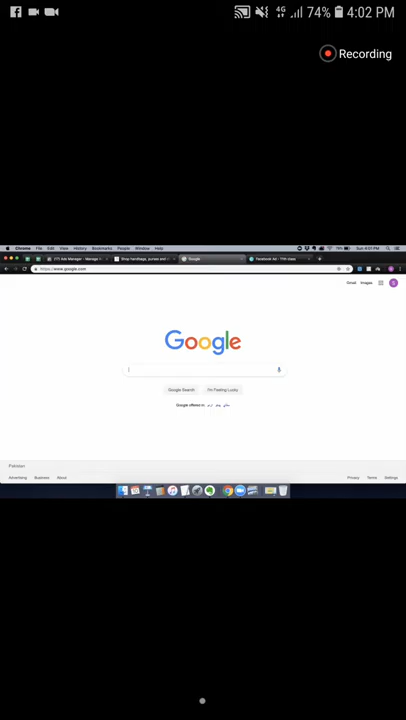 4G 74% 4:02 PM
Recording
Chrome File Edit View History Bookmarks People Window Help
Google
https://www.google.com
Gmail Images
Google
Google Search I'm Feeling Lucky
Google offered in:
Pakistan
Advertising Business About Privacy Terms Settings